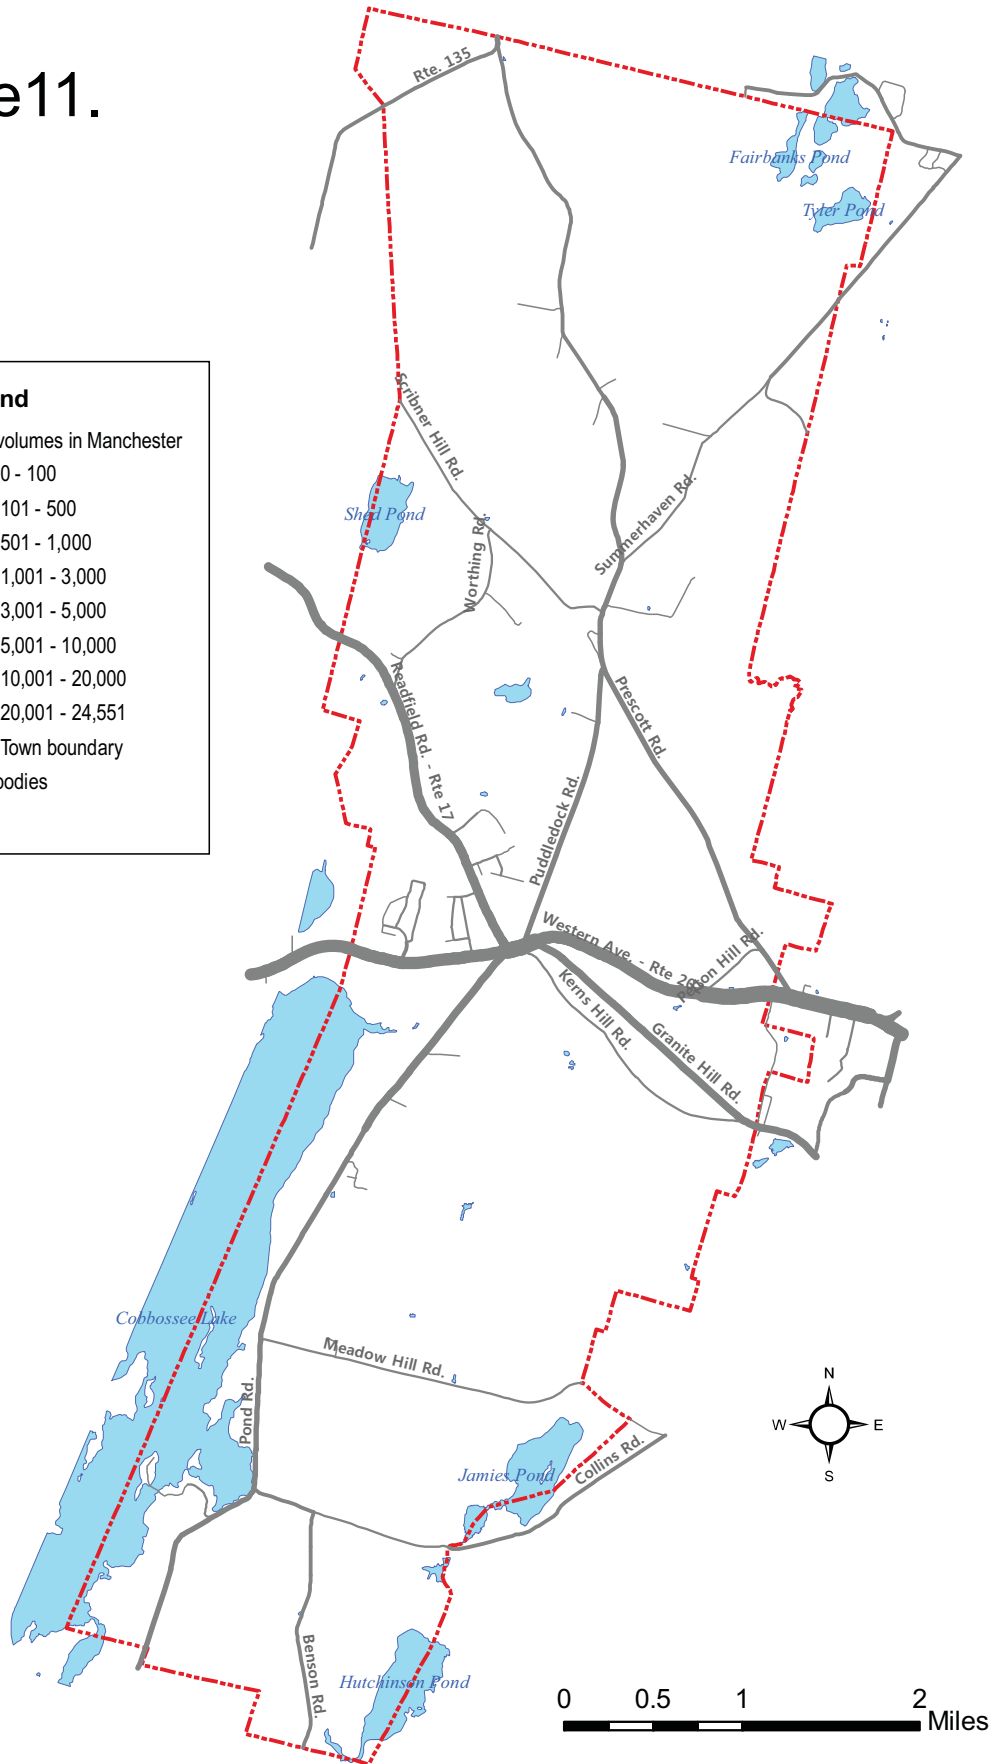 e11.
Rte. 135
Fairbanks Pond
Tyler Pond
nd
volumes in Manchester
0 - 100
101 - 500
501 - 1,000
1,001 - 3,000
3,001 - 5,000
5,001 - 10,000
10,001 - 20,000
20,001 - 24,551
Town boundary
bodies
Scribner Hill Rd.
Shed Pond
Worthing Rd.
Summerhaven Rd.
Readfield Rd. - Rte 17
Prescott Rd.
Puddledock Rd.
Western Ave. - Rte 20
Hill Rd.
Kerns Hill Rd.
Granite Hill Rd.
Cobbossee Lake
Meadow Hill Rd.
Pond Rd.
Jamies Pond
Collins Rd.
Benson Rd.
Hutchinson Pond
N
W
E
S
0
0.5
1
2
Miles